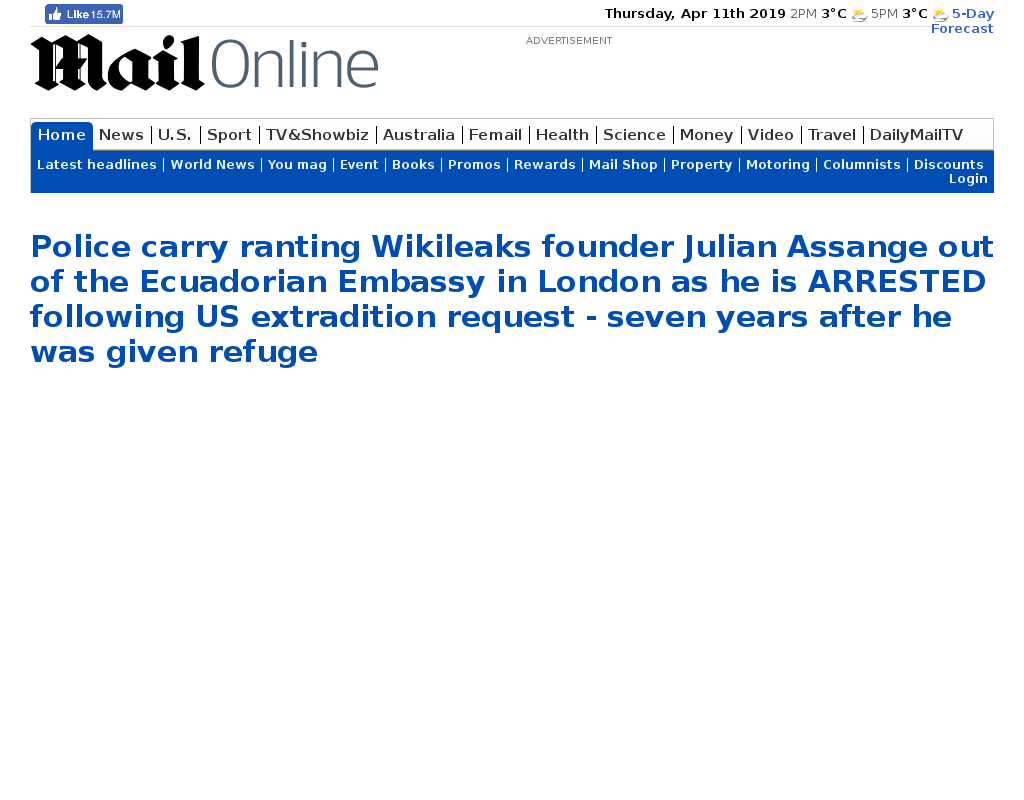 Like 15.7M
Thursday, Apr 11th 2019 2PM 3°C 5PM 3°C 5-Day
Forecast
ADVERTISEMENT
Mail Online
Home News U.S. Sport TV&Showbiz Australia Femail Health Science Money Video Travel DailyMailTV
Latest headlines World News You mag Event Books Promos Rewards Mail Shop Property Motoring Columnists Discounts
Login
Police carry ranting Wikileaks founder Julian Assange out
of the Ecuadorian Embassy in London as he is ARRESTED
following US extradition request - seven years after he
was given refuge